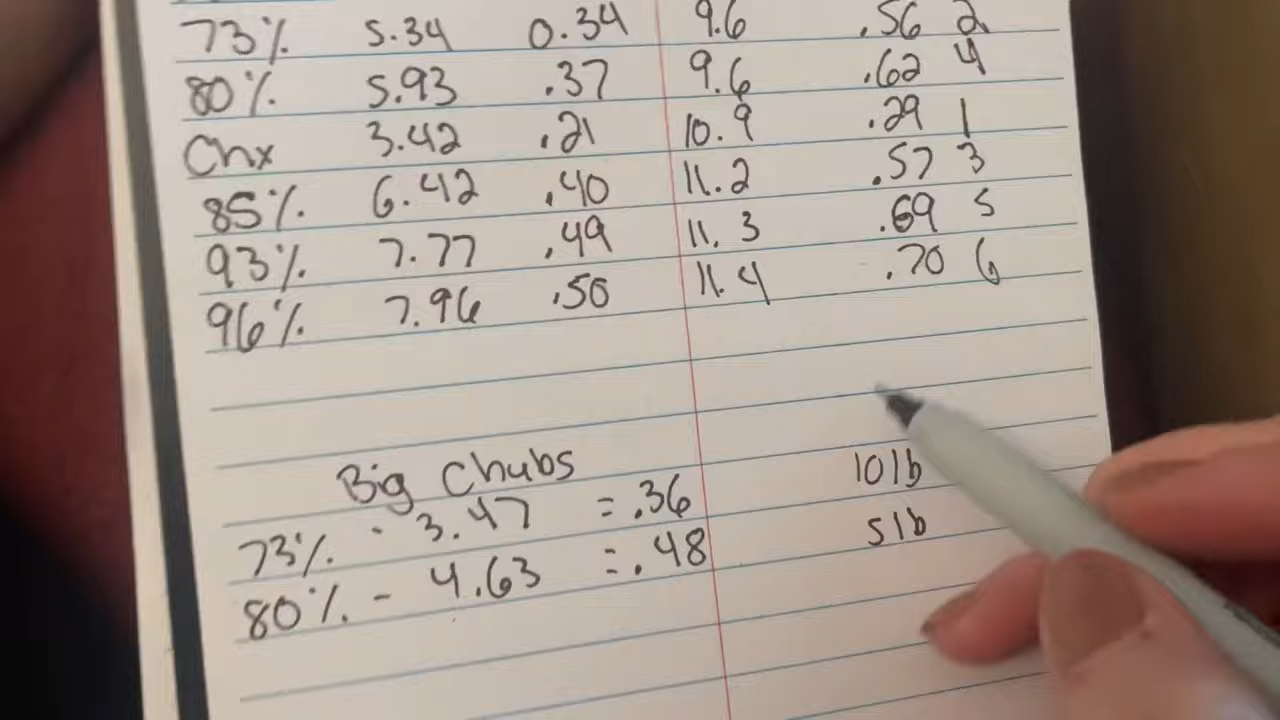 73% 5.34 0.34 9.6 .56 2
80% 5.93 .37 9.6 .62 4
Chx 3.42 .21 10.9 .29 1
85% 6.42 .40 11.2 .57 3
93% 7.77 .49 11.3 .69 5
96% 7.96 .50 11.4 .70 6
Big Chubs
73% - 3.47 = .36 10lb
80% - 4.63 = .48 5lb